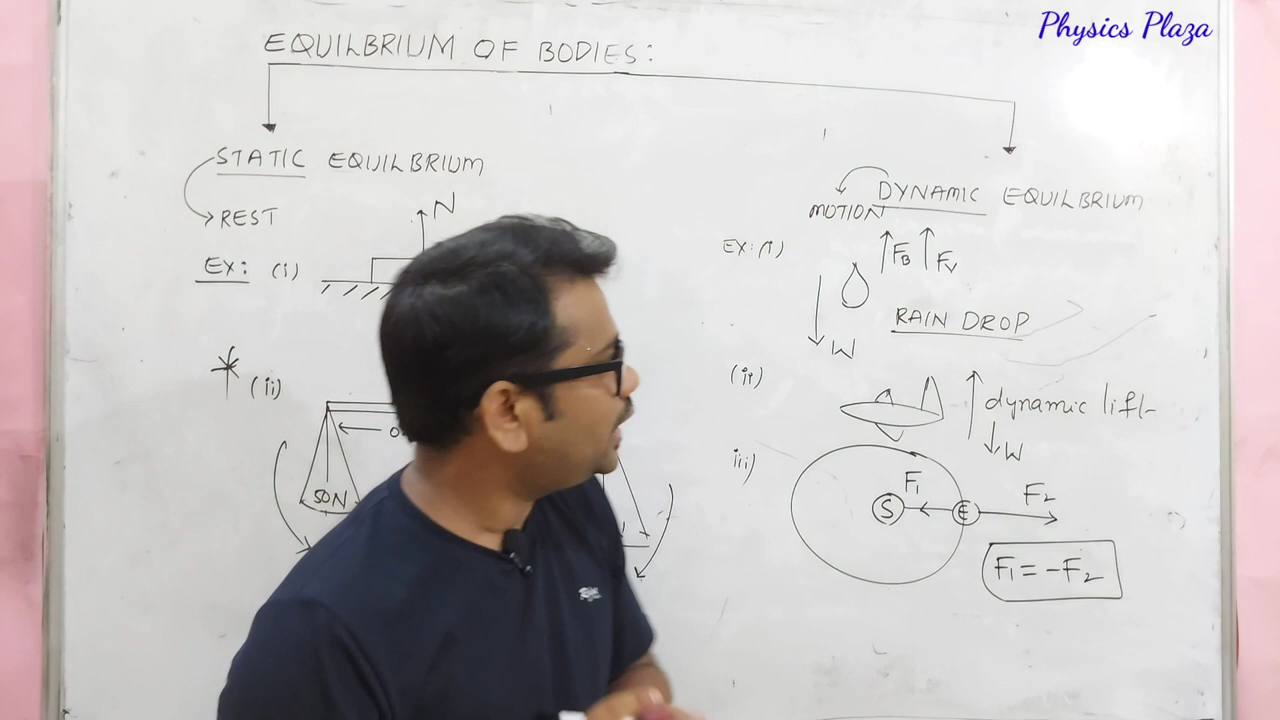 Physics Plaza
EQUILBRIUM OF BODIES:
STATIC EQUILBRIUM
REST
N
Ex: (i)
* (ii)
50N
DYNAMIC EQUILBRIUM
MOTION
EX: (i)
FB FV
W
RAIN DROP
(ii)
dynamic lift
W
iii)
F1
S
E
F2
F1 = -F2